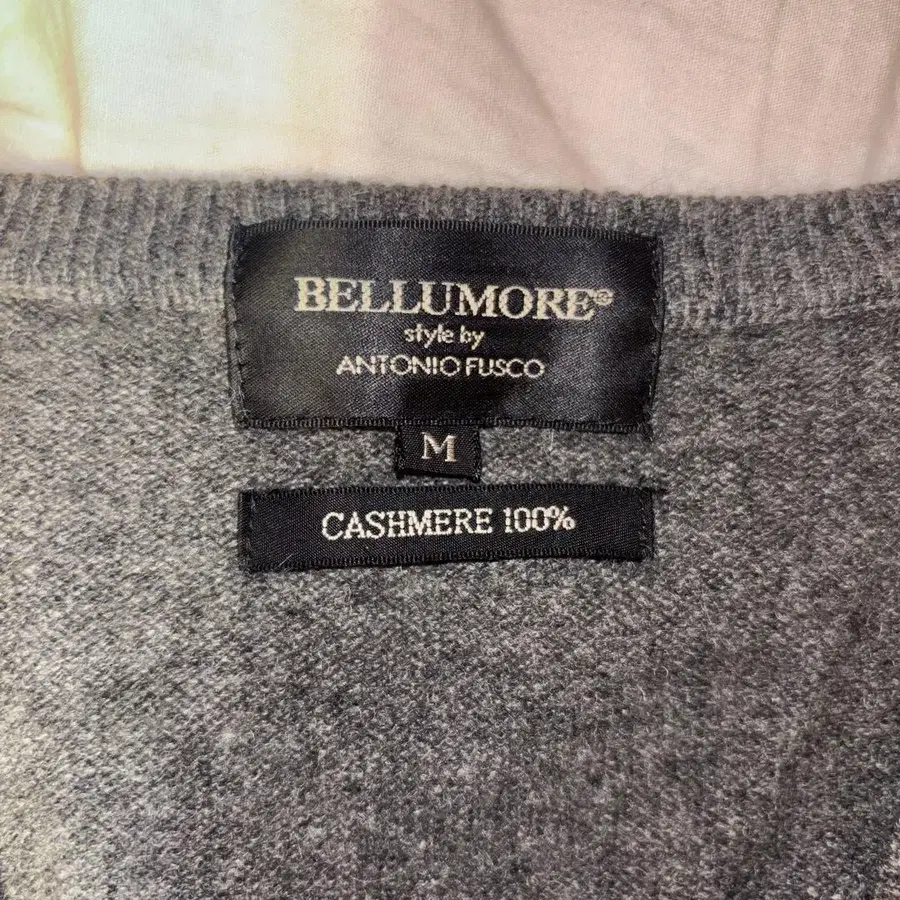 BELLUMORE®
style by
ANTONIO FUSCO
M
CASHMERE 100%